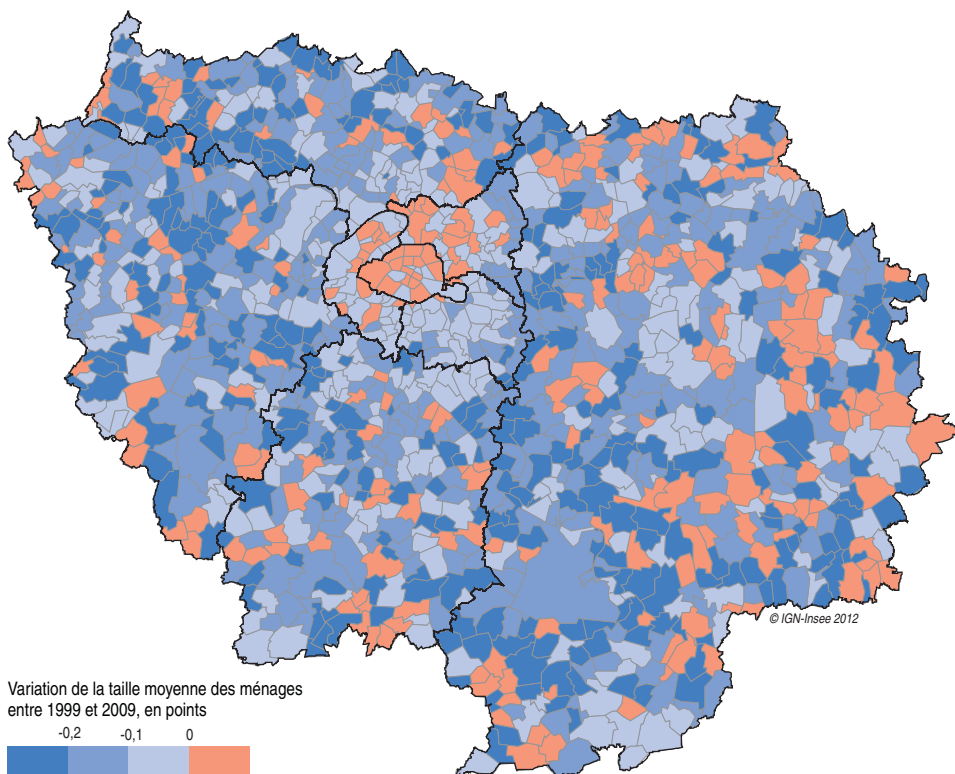 © IGN-Insee 2012
Variation de la taille moyenne des ménages
entre 1999 et 2009, en points
-0,2 -0,1 0